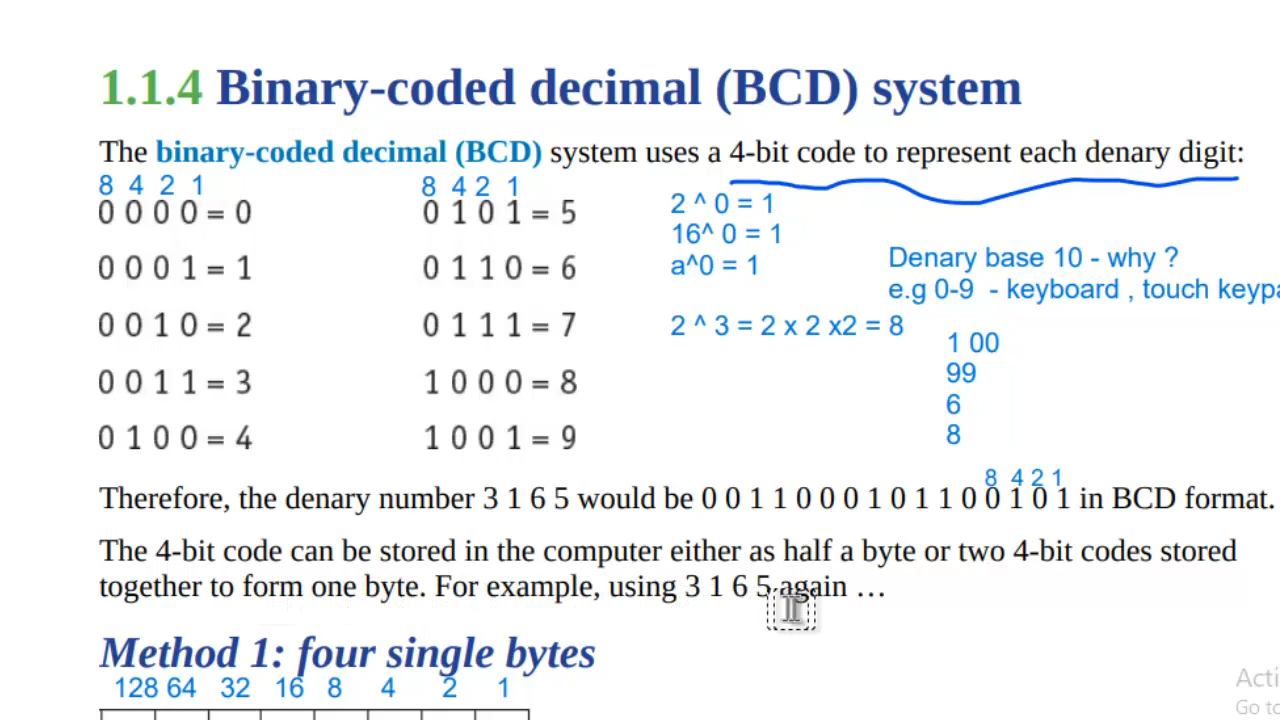 1.1.4 Binary-coded decimal (BCD) system
The binary-coded decimal (BCD) system uses a 4-bit code to represent each denary digit:
8 4 2 1
8 4 2 1
0 0 0 0 = 0
0 1 0 1 = 5
0 0 0 1 = 1
0 1 1 0 = 6
0 0 1 0 = 2
0 1 1 1 = 7
0 0 1 1 = 3
1 0 0 0 = 8
0 1 0 0 = 4
1 0 0 1 = 9
2 ^ 0 = 1
16^ 0 = 1
a^0 = 1
2 ^ 3 = 2 x 2 x2 = 8
Denary base 10 - why ?
e.g 0-9 - keyboard , touch keypa
1 00
99
6
8
8 4 2 1
Therefore, the denary number 3 1 6 5 would be 0 0 1 1 0 0 0 1 0 1 1 0 0 1 0 1 in BCD format.
The 4-bit code can be stored in the computer either as half a byte or two 4-bit codes stored
together to form one byte. For example, using 3 1 6 5 again …
Method 1: four single bytes
128 64 32 16 8 4 2 1
Acti
Go to